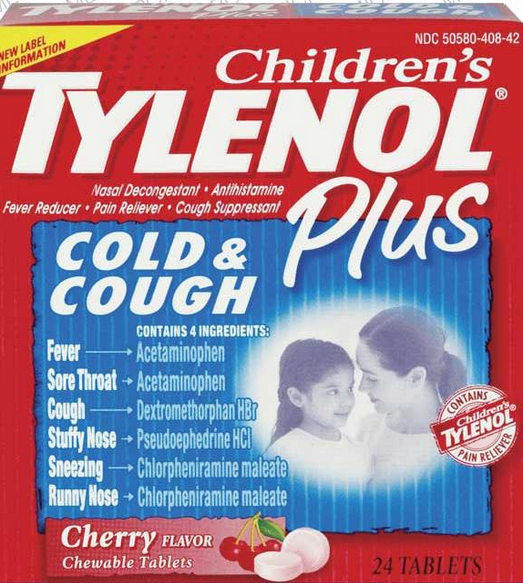 NDC 50580-408-42
NEW LABEL
INFORMATION
Children's
TYLENOL®
Plus
Nasal Decongestant • Antihistamine
Fever Reducer • Pain Reliever • Cough Suppressant
COLD &
COUGH
CONTAINS 4 INGREDIENTS:
Fever → Acetaminophen
Sore Throat → Acetaminophen
Cough → Dextromethorphan HBr
Stuffy Nose → Pseudoephedrine HCl
Sneezing → Chlorpheniramine maleate
Runny Nose → Chlorpheniramine maleate
CONTAINS
Children's
TYLENOL®
PAIN RELIEVER
Cherry FLAVOR
Chewable Tablets
24 TABLETS